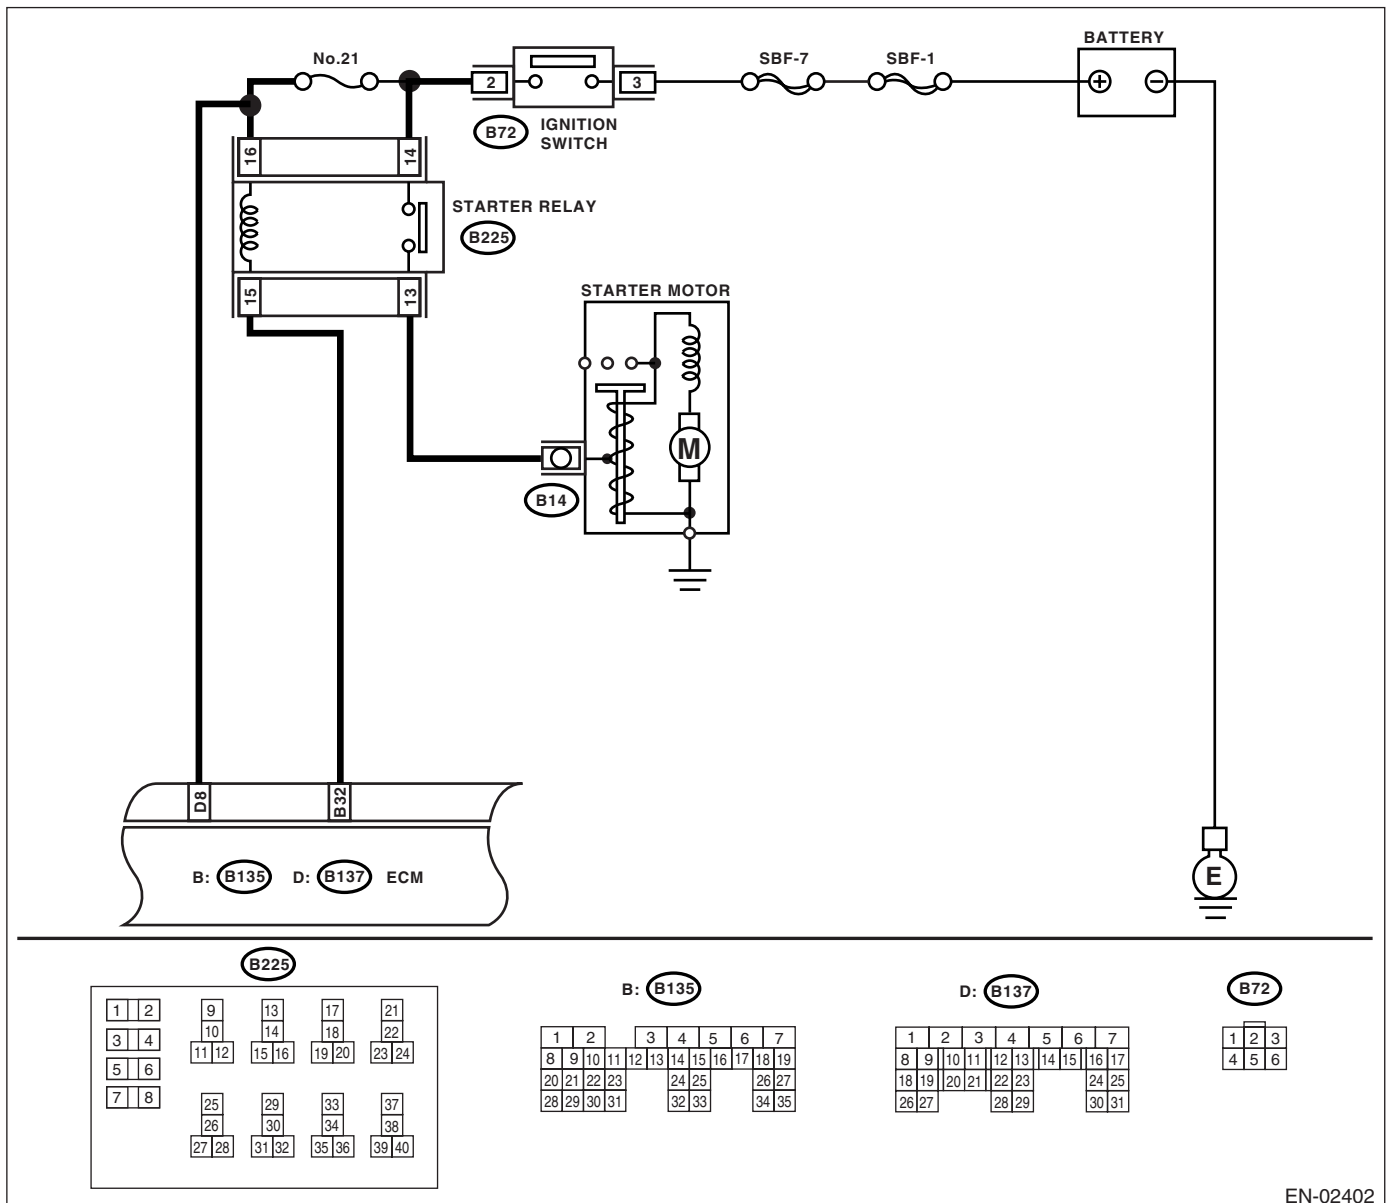 BATTERY
No.21
SBF-7
SBF-1
2
3
+
−
B72
IGNITION
SWITCH
16
14
STARTER RELAY
B225
15
13
STARTER MOTOR
M
B14
D8
B32
B: B135 D: B137 ECM
E
B225
B: B135
D: B137
B72
1 2
3 4
5 6
7 8
9
10
11 12
13
14
15 16
17
18
19 20
21
22
23 24
25
26
27 28
29
30
31 32
33
34
35 36
37
38
39 40
1 2 3 4 5 6 7
8 9 10 11 12 13 14 15 16 17 18 19
20 21 22 23 24 25 26 27
28 29 30 31 32 33 34 35
1 2 3 4 5 6 7
8 9 10 11 12 13 14 15 16 17
18 19 20 21 22 23 24 25
26 27 28 29 30 31
1 2 3
4 5 6
EN-02402